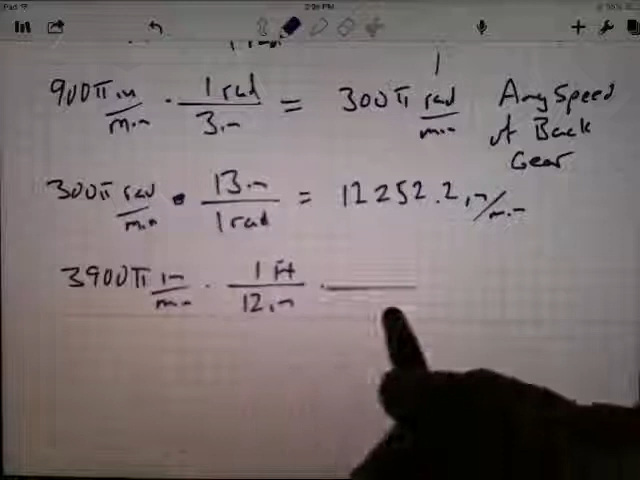 900π in/min · 1 rad/3 in = 300π rad/min Ang Speed of Back Gear
300π rad/min · 13 in/1 rad = 12252.2 in/min
3900π in/min · 1 ft/12 in ·